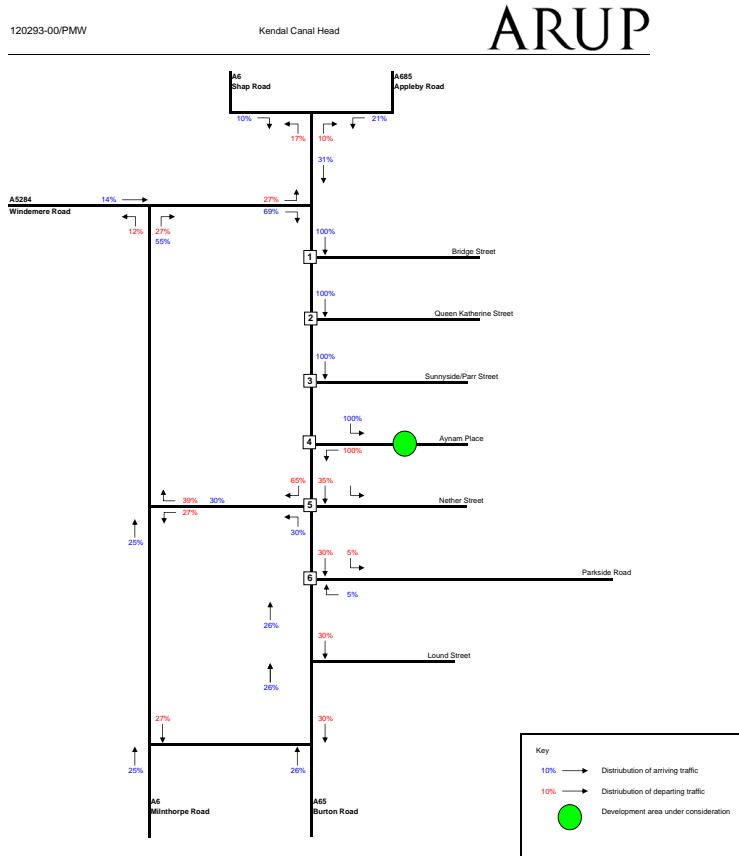 120293-00/PMW
Kendal Canal Head
ARUP
A6
Shap Road
A685
Appleby Road
10%
21%
17%
10%
31%
A5284
Windemere Road
14%
27%
69%
12%
27%
55%
100%
1
Bridge Street
100%
2
Queen Katherine Street
100%
3
Sunnyside/Parr Street
100%
4
Aynam Place
100%
65%
35%
39%
30%
5
Nether Street
27%
30%
25%
30%
5%
6
Parkside Road
5%
26%
30%
Lound Street
26%
27%
30%
25%
26%
A6
Milnthorpe Road
A65
Burton Road
Key
10%
Distriubution of arriving traffic
10%
Distriubution of departing traffic
Development area under consideration